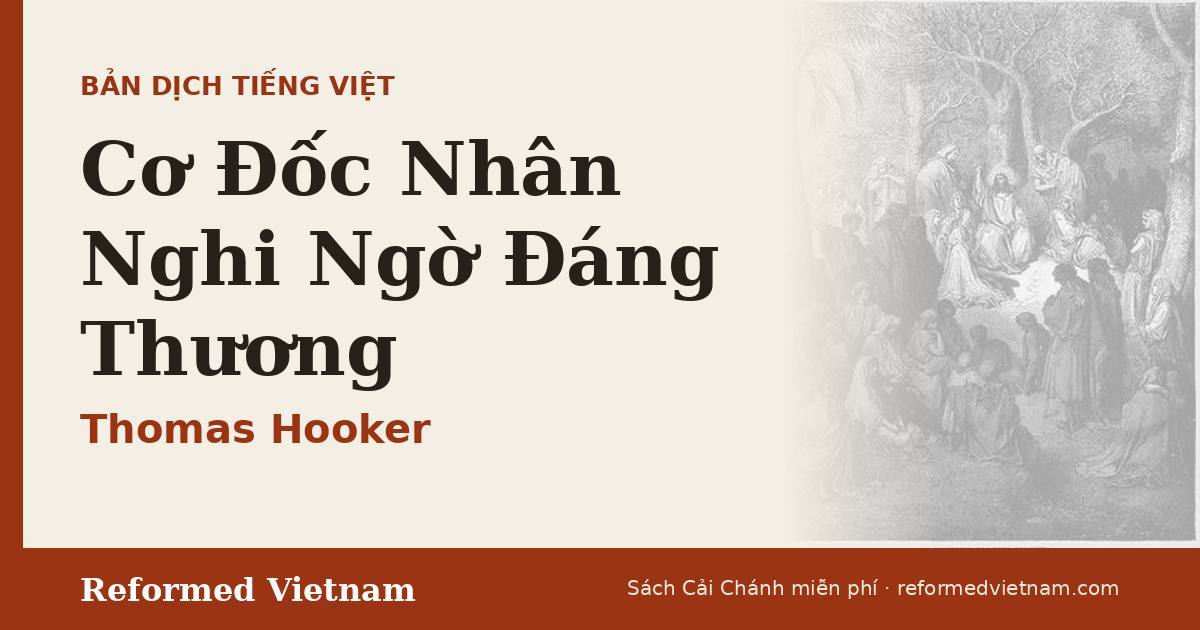 BẢN DỊCH TIẾNG VIỆT
Cơ Đốc Nhân
Nghi Ngờ Đáng
Thương
Thomas Hooker
Reformed Vietnam
Sách Cải Chánh miễn phí · reformedvietnam.com